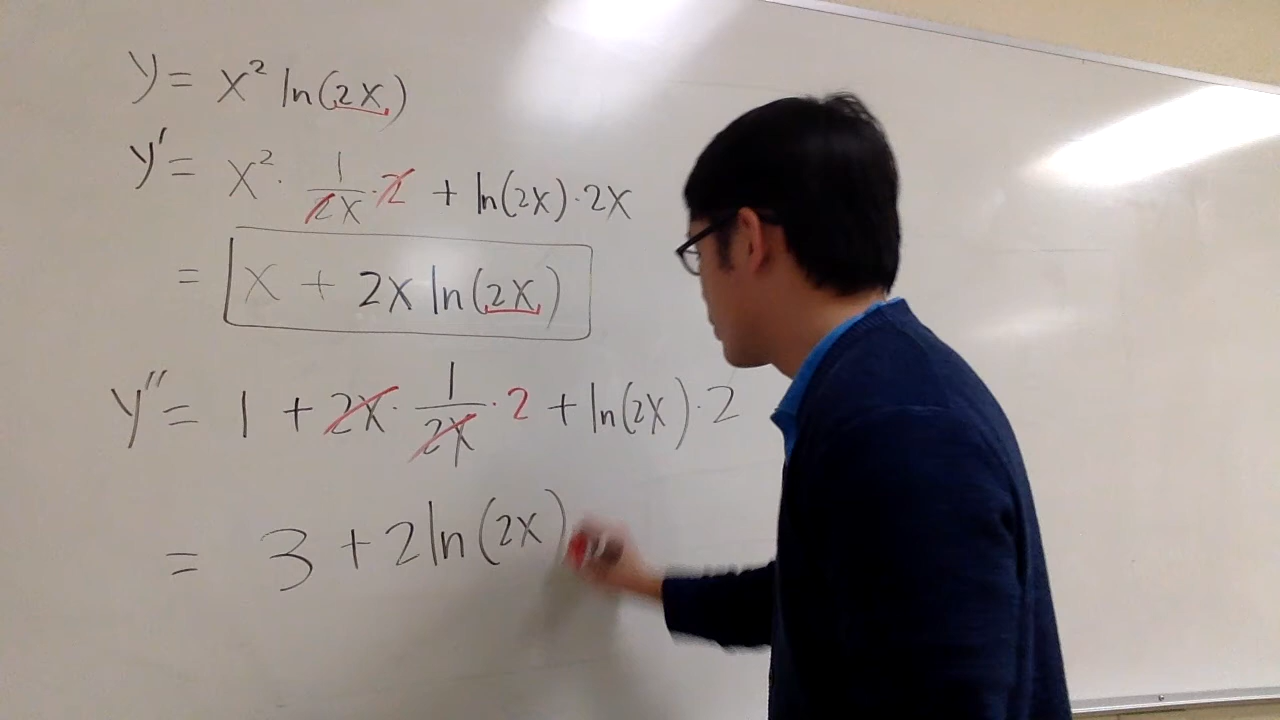 y = x² ln(2x)
y' = x² · 1/2x · 2 + ln(2x) · 2x
= x + 2x ln(2x)
y'' = 1 + 2x · 1/2x · 2 + ln(2x) · 2
= 3 + 2 ln(2x)